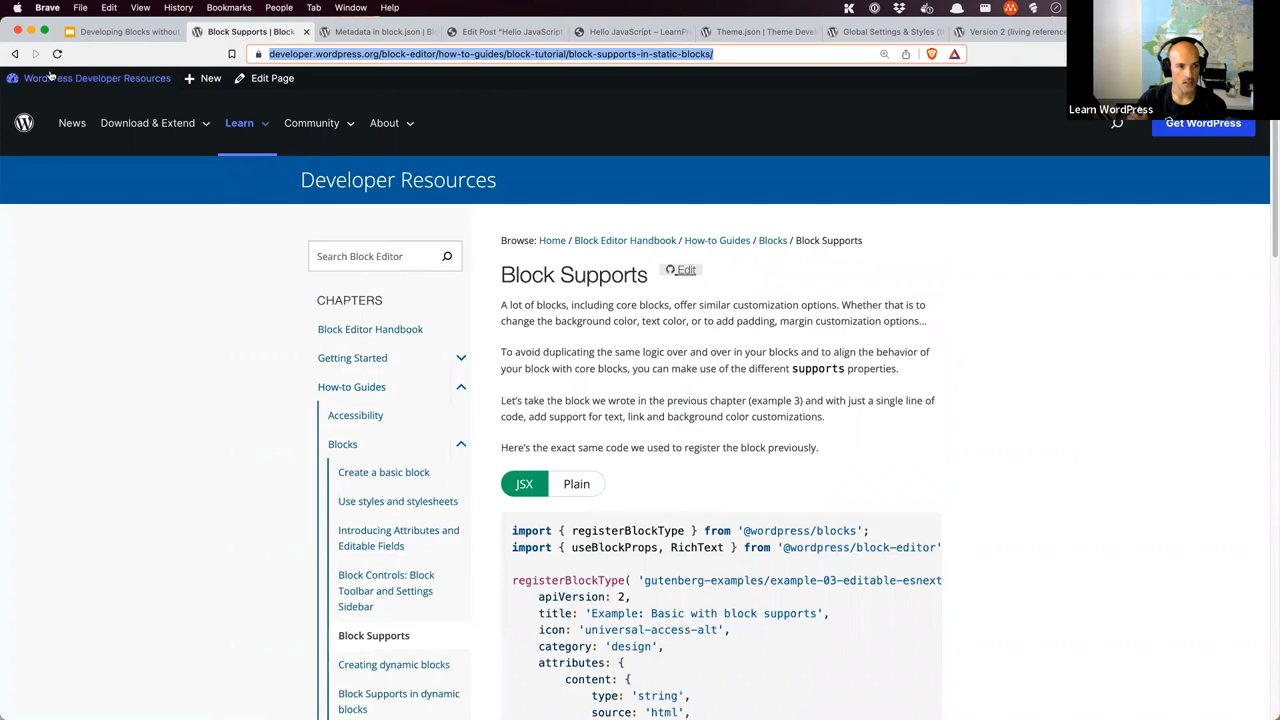 Brave File Edit View History Bookmarks People Tab Window Help
Developing Blocks without
Block Supports | Block
Metadata in block.json | Bl
Edit Post "Hello JavaScript
Hello JavaScript – LearnPr
Theme.json | Theme Devel
Global Settings & Styles (t
Version 2 (living reference
developer.wordpress.org/block-editor/how-to-guides/block-tutorial/block-supports-in-static-blocks/
WordPress Developer Resources New Edit Page
Learn WordPress
News Download & Extend Learn Community About Get WordPress
Developer Resources
Search Block Editor
CHAPTERS
Block Editor Handbook
Getting Started
How-to Guides
Accessibility
Blocks
Create a basic block
Use styles and stylesheets
Introducing Attributes and
Editable Fields
Block Controls: Block
Toolbar and Settings
Sidebar
Block Supports
Creating dynamic blocks
Block Supports in dynamic
blocks
Browse: Home / Block Editor Handbook / How-to Guides / Blocks / Block Supports
Block Supports Edit
A lot of blocks, including core blocks, offer similar customization options. Whether that is to
change the background color, text color, or to add padding, margin customization options…
To avoid duplicating the same logic over and over in your blocks and to align the behavior of
your block with core blocks, you can make use of the different supports properties.
Let's take the block we wrote in the previous chapter (example 3) and with just a single line of
code, add support for text, link and background color customizations.
Here's the exact same code we used to register the block previously.
JSX Plain
import { registerBlockType } from '@wordpress/blocks';
import { useBlockProps, RichText } from '@wordpress/block-editor'
registerBlockType( 'gutenberg-examples/example-03-editable-esnext
apiVersion: 2,
title: 'Example: Basic with block supports',
icon: 'universal-access-alt',
category: 'design',
attributes: {
content: {
type: 'string',
source: 'html',